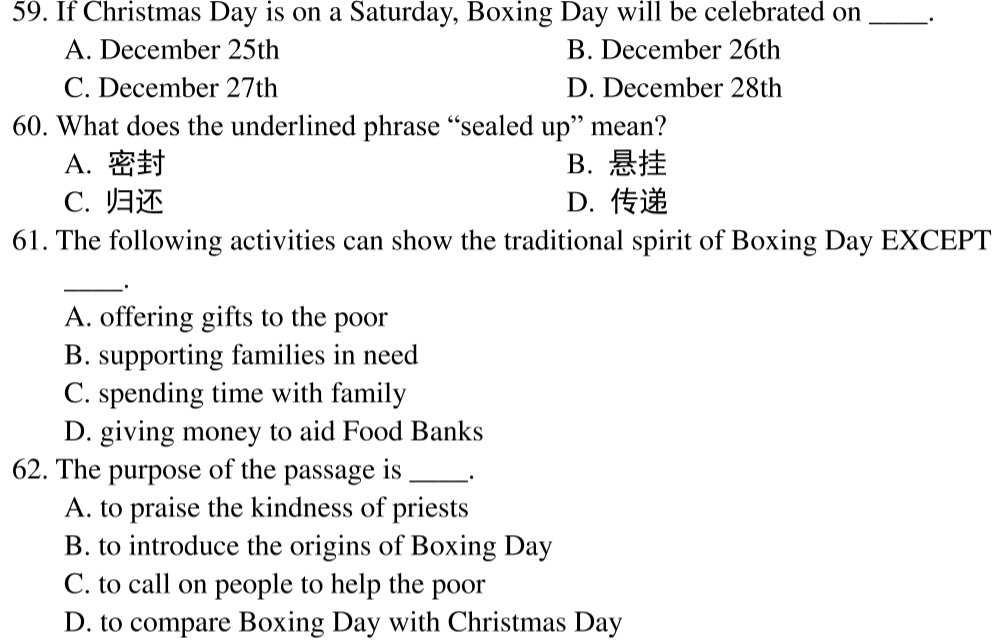 59. If Christmas Day is on a Saturday, Boxing Day will be celebrated on ____.
A. December 25th B. December 26th
C. December 27th D. December 28th
60. What does the underlined phrase “sealed up” mean?
A. 密封 B. 悬挂
C. 归还 D. 传递
61. The following activities can show the traditional spirit of Boxing Day EXCEPT
____.
A. offering gifts to the poor
B. supporting families in need
C. spending time with family
D. giving money to aid Food Banks
62. The purpose of the passage is ____.
A. to praise the kindness of priests
B. to introduce the origins of Boxing Day
C. to call on people to help the poor
D. to compare Boxing Day with Christmas Day